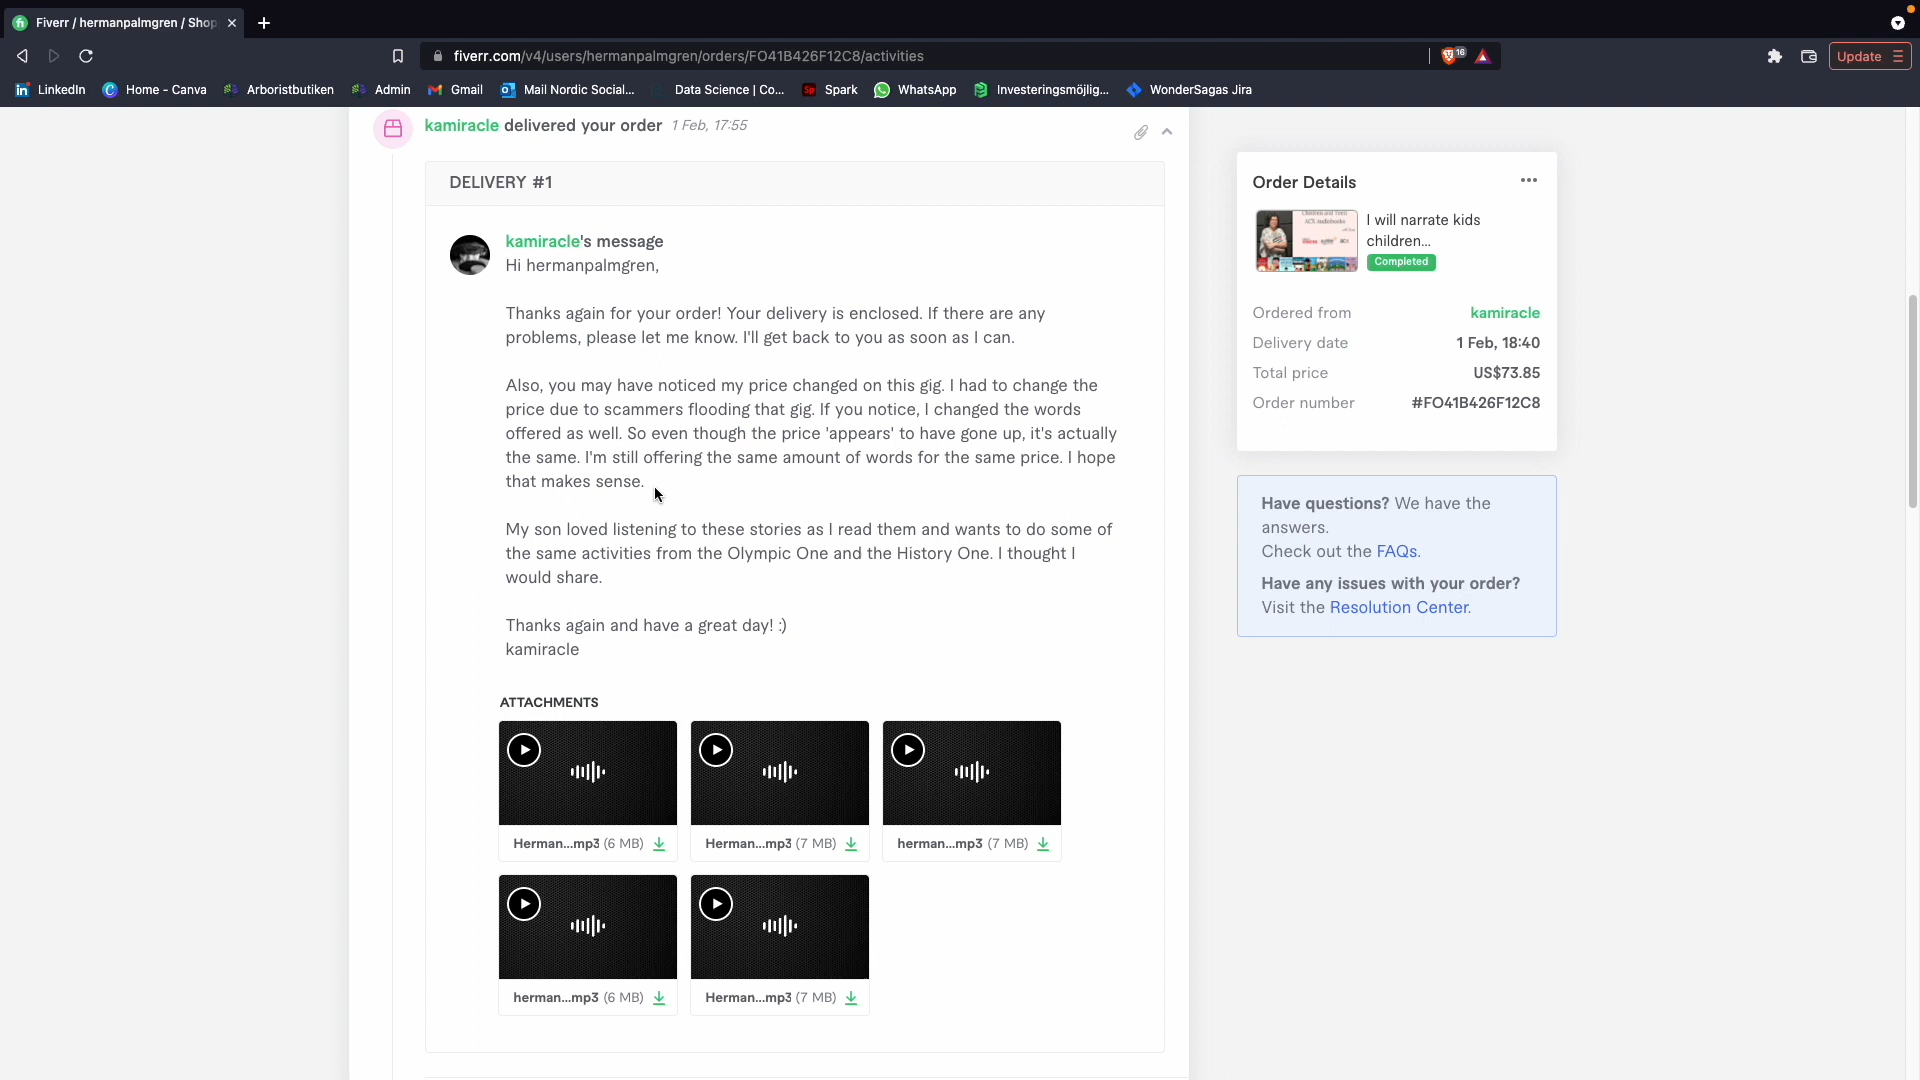 Fiverr / hermanpalmgren / Shop
fiverr.com/v4/users/hermanpalmgren/orders/FO41B426F12C8/activities
16
Update
LinkedIn
Home - Canva
Arboristbutiken
Admin
Gmail
Mail Nordic Social...
Data Science | Co...
Sp
Spark
WhatsApp
Investeringsmöjlig...
WonderSagas Jira
kamiracle delivered your order 1 Feb, 17:55
DELIVERY #1
kamiracle's message
Hi hermanpalmgren,
Thanks again for your order! Your delivery is enclosed. If there are any
problems, please let me know. I'll get back to you as soon as I can.
Also, you may have noticed my price changed on this gig. I had to change the
price due to scammers flooding that gig. If you notice, I changed the words
offered as well. So even though the price 'appears' to have gone up, it's actually
the same. I'm still offering the same amount of words for the same price. I hope
that makes sense.
My son loved listening to these stories as I read them and wants to do some of
the same activities from the Olympic One and the History One. I thought I
would share.
Thanks again and have a great day! :)
kamiracle
ATTACHMENTS
Herman...mp3 (6 MB)
Herman...mp3 (7 MB)
herman...mp3 (7 MB)
herman...mp3 (6 MB)
Herman...mp3 (7 MB)
Order Details
I will narrate kids
children...
Completed
Ordered from kamiracle
Delivery date 1 Feb, 18:40
Total price US$73.85
Order number #FO41B426F12C8
Have questions? We have the
answers.
Check out the FAQs.
Have any issues with your order?
Visit the Resolution Center.